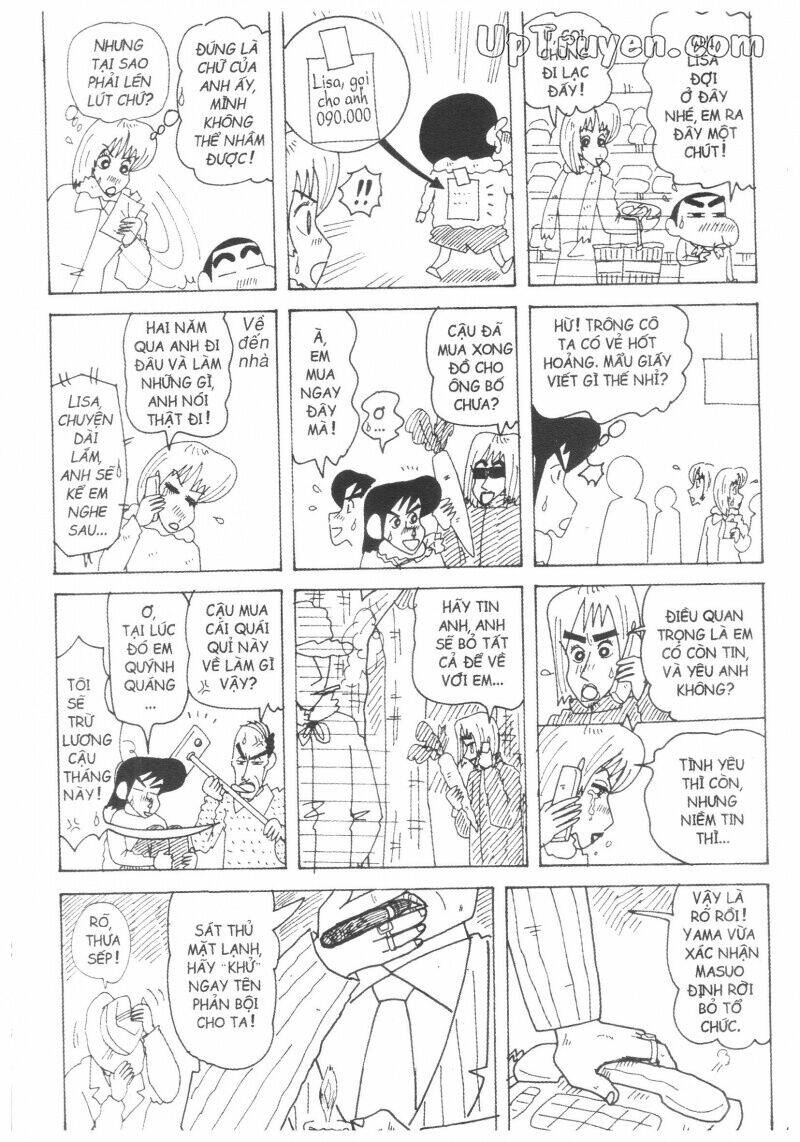 UpTruyen.com
LISA
ĐỢI
Ở ĐÂY
NHÉ, EM RA
ĐÂY MỘT
CHÚT!
CHÚNG
ĐI LẠC
ĐẤY!
Lisa, gọi
cho anh
090.000
!!
ĐÚNG LÀ
CHỮ CỦA
ANH ẤY,
MÌNH
KHÔNG
THỂ NHẦM
ĐƯỢC!
NHƯNG
TẠI SAO
PHẢI LÉN
LÚT CHỨ?
HỪ! TRÔNG CÔ
TA CÓ VẺ HỐT
HOẢNG. MẨU GIẤY
VIẾT GÌ THẾ NHỈ?
CẬU ĐÃ
MUA XONG
ĐỒ CHO
ÔNG BỐ
CHƯA?
Ơ
...
À,
EM
MUA
NGAY
ĐÂY
MÀ!
Về
đến
nhà
HAI NĂM
QUA ANH ĐI
ĐÂU VÀ LÀM
NHỮNG GÌ,
ANH NÓI
THẬT ĐI!
LISA,
CHUYỆN
DÀI
LẮM,
ANH SẼ
KỂ EM
NGHE
SAU...
ĐIỀU QUAN
TRỌNG LÀ EM
CÓ CÒN TIN,
VÀ YÊU ANH
KHÔNG?
TÌNH YÊU
THÌ CÒN,
NHƯNG
NIỀM TIN
THÌ...
HÃY TIN
ANH, ANH
SẼ BỎ TẤT
CẢ ĐỂ VỀ
VỚI EM...
CẬU MUA
CÁI QUÁI
QUỈ NÀY
VỀ LÀM GÌ
VẬY?
Ơ,
TẠI LÚC
ĐÓ EM
QUÝNH
QUÁNG
...
TÔI
SẼ
TRỪ
LƯƠNG
CẬU
THÁNG
NÀY!
VẬY LÀ
RÕ RỒI!
YAMA VỪA
XÁC NHẬN
MASUO
ĐỊNH RỜI
BỎ TỔ
CHỨC.
SÁT THỦ
MẶT LẠNH,
HÃY "KHỬ"
NGAY TÊN
PHẢN BỘI
CHO TA!
RÕ,
THƯA
SẾP!